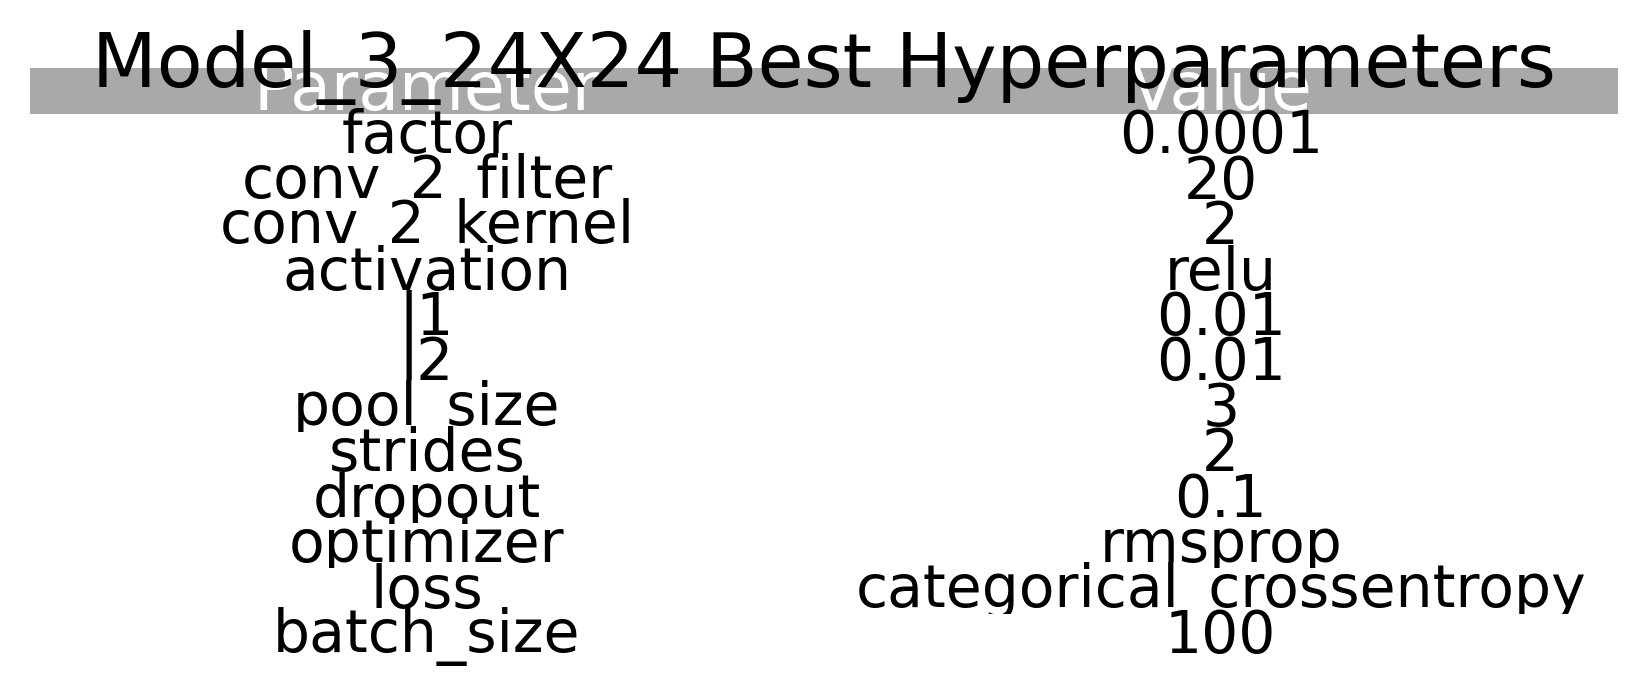 Model_3_24X24 Best Hyperparameters
Parameter Value
factor 0.0001
conv_2_filter 20
conv_2_kernel 2
activation relu
l1 0.01
l2 0.01
pool_size 3
strides 2
dropout 0.1
optimizer rmsprop
loss categorical_crossentropy
batch_size 100